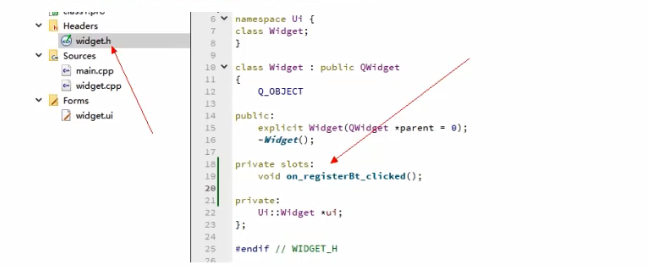 class1.pro
Headers
widget.h
Sources
main.cpp
widget.cpp
Forms
widget.ui
6 namespace Ui {
7 class Widget;
8 }
9
10 class Widget : public QWidget
11 {
12 Q_OBJECT
13
14 public:
15 explicit Widget(QWidget *parent = 0);
16 ~Widget();
17
18 private slots:
19 void on_registerBt_clicked();
20
21 private:
22 Ui::Widget *ui;
23 };
24
25 #endif // WIDGET_H
26